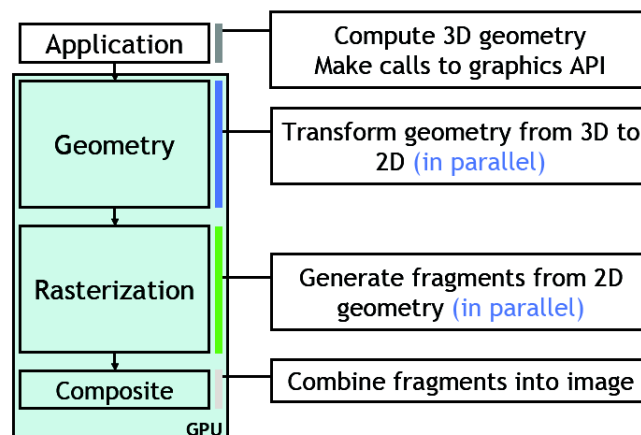 Application
Compute 3D geometry
Make calls to graphics API
Geometry
Transform geometry from 3D to
2D (in parallel)
Rasterization
Generate fragments from 2D
geometry (in parallel)
Composite
Combine fragments into image
GPU